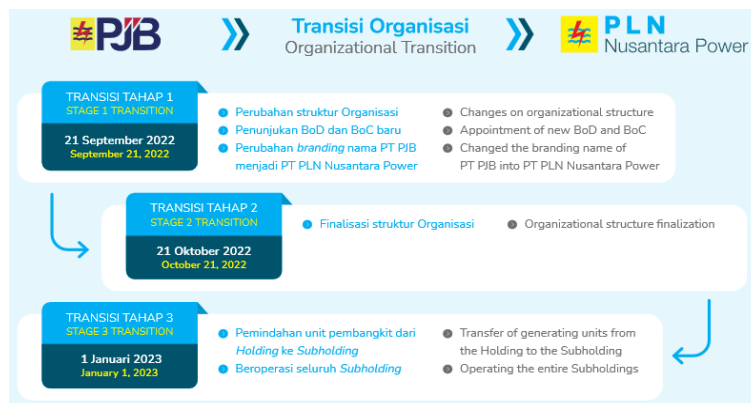 PJB
Transisi Organisasi
Organizational Transition
PLN
Nusantara Power
TRANSISI TAHAP 1
STAGE 1 TRANSITION
21 September 2022
September 21, 2022
Perubahan struktur Organisasi
Penunjukan BoD dan BoC baru
Perubahan branding nama PT PJB
menjadi PT PLN Nusantara Power
Changes on organizational structure
Appointment of new BoD and BoC
Changed the branding name of
PT PJB into PT PLN Nusantara Power
TRANSISI TAHAP 2
STAGE 2 TRANSITION
21 Oktober 2022
October 21, 2022
Finalisasi struktur Organisasi
Organizational structure finalization
TRANSISI TAHAP 3
STAGE 3 TRANSITION
1 Januari 2023
January 1, 2023
Pemindahan unit pembangkit dari
Holding ke Subholding
Beroperasi seluruh Subholding
Transfer of generating units from
the Holding to the Subholding
Operating the entire Subholdings